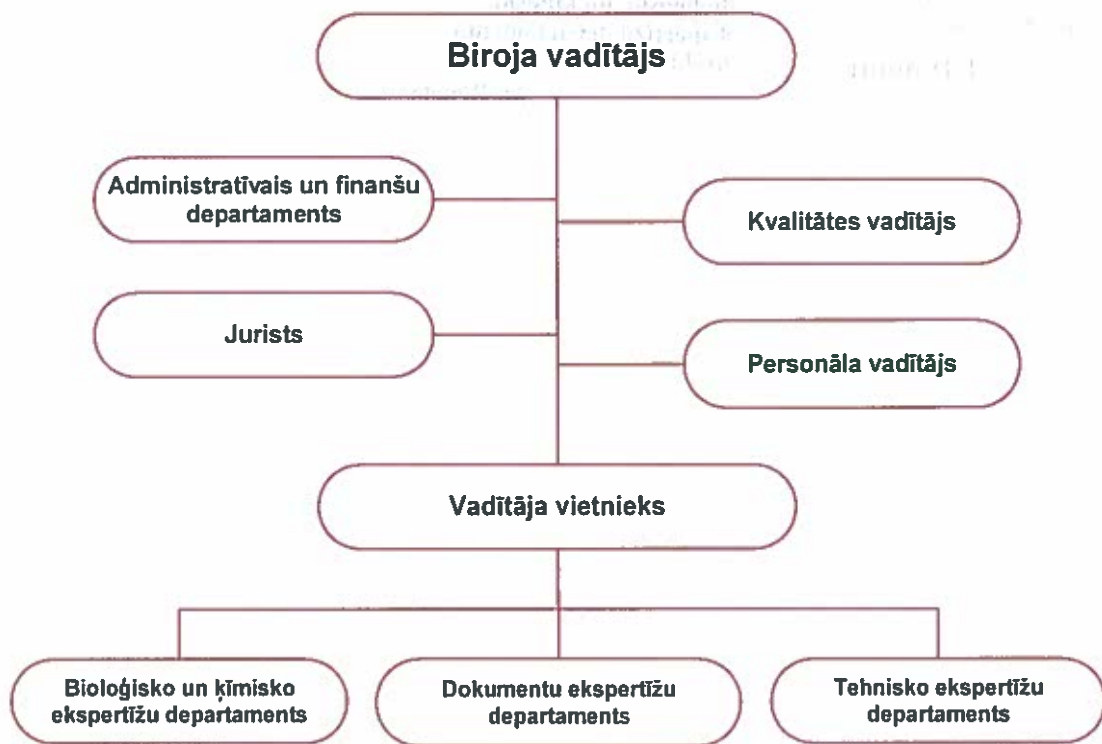 Biroja vadītājs
Administratīvais un finanšu
departaments
Kvalitātes vadītājs
Jurists
Personāla vadītājs
Vadītāja vietnieks
Bioloģisko un ķīmisko
ekspertīžu departaments
Dokumentu ekspertīžu
departaments
Tehnisko ekspertīžu
departaments